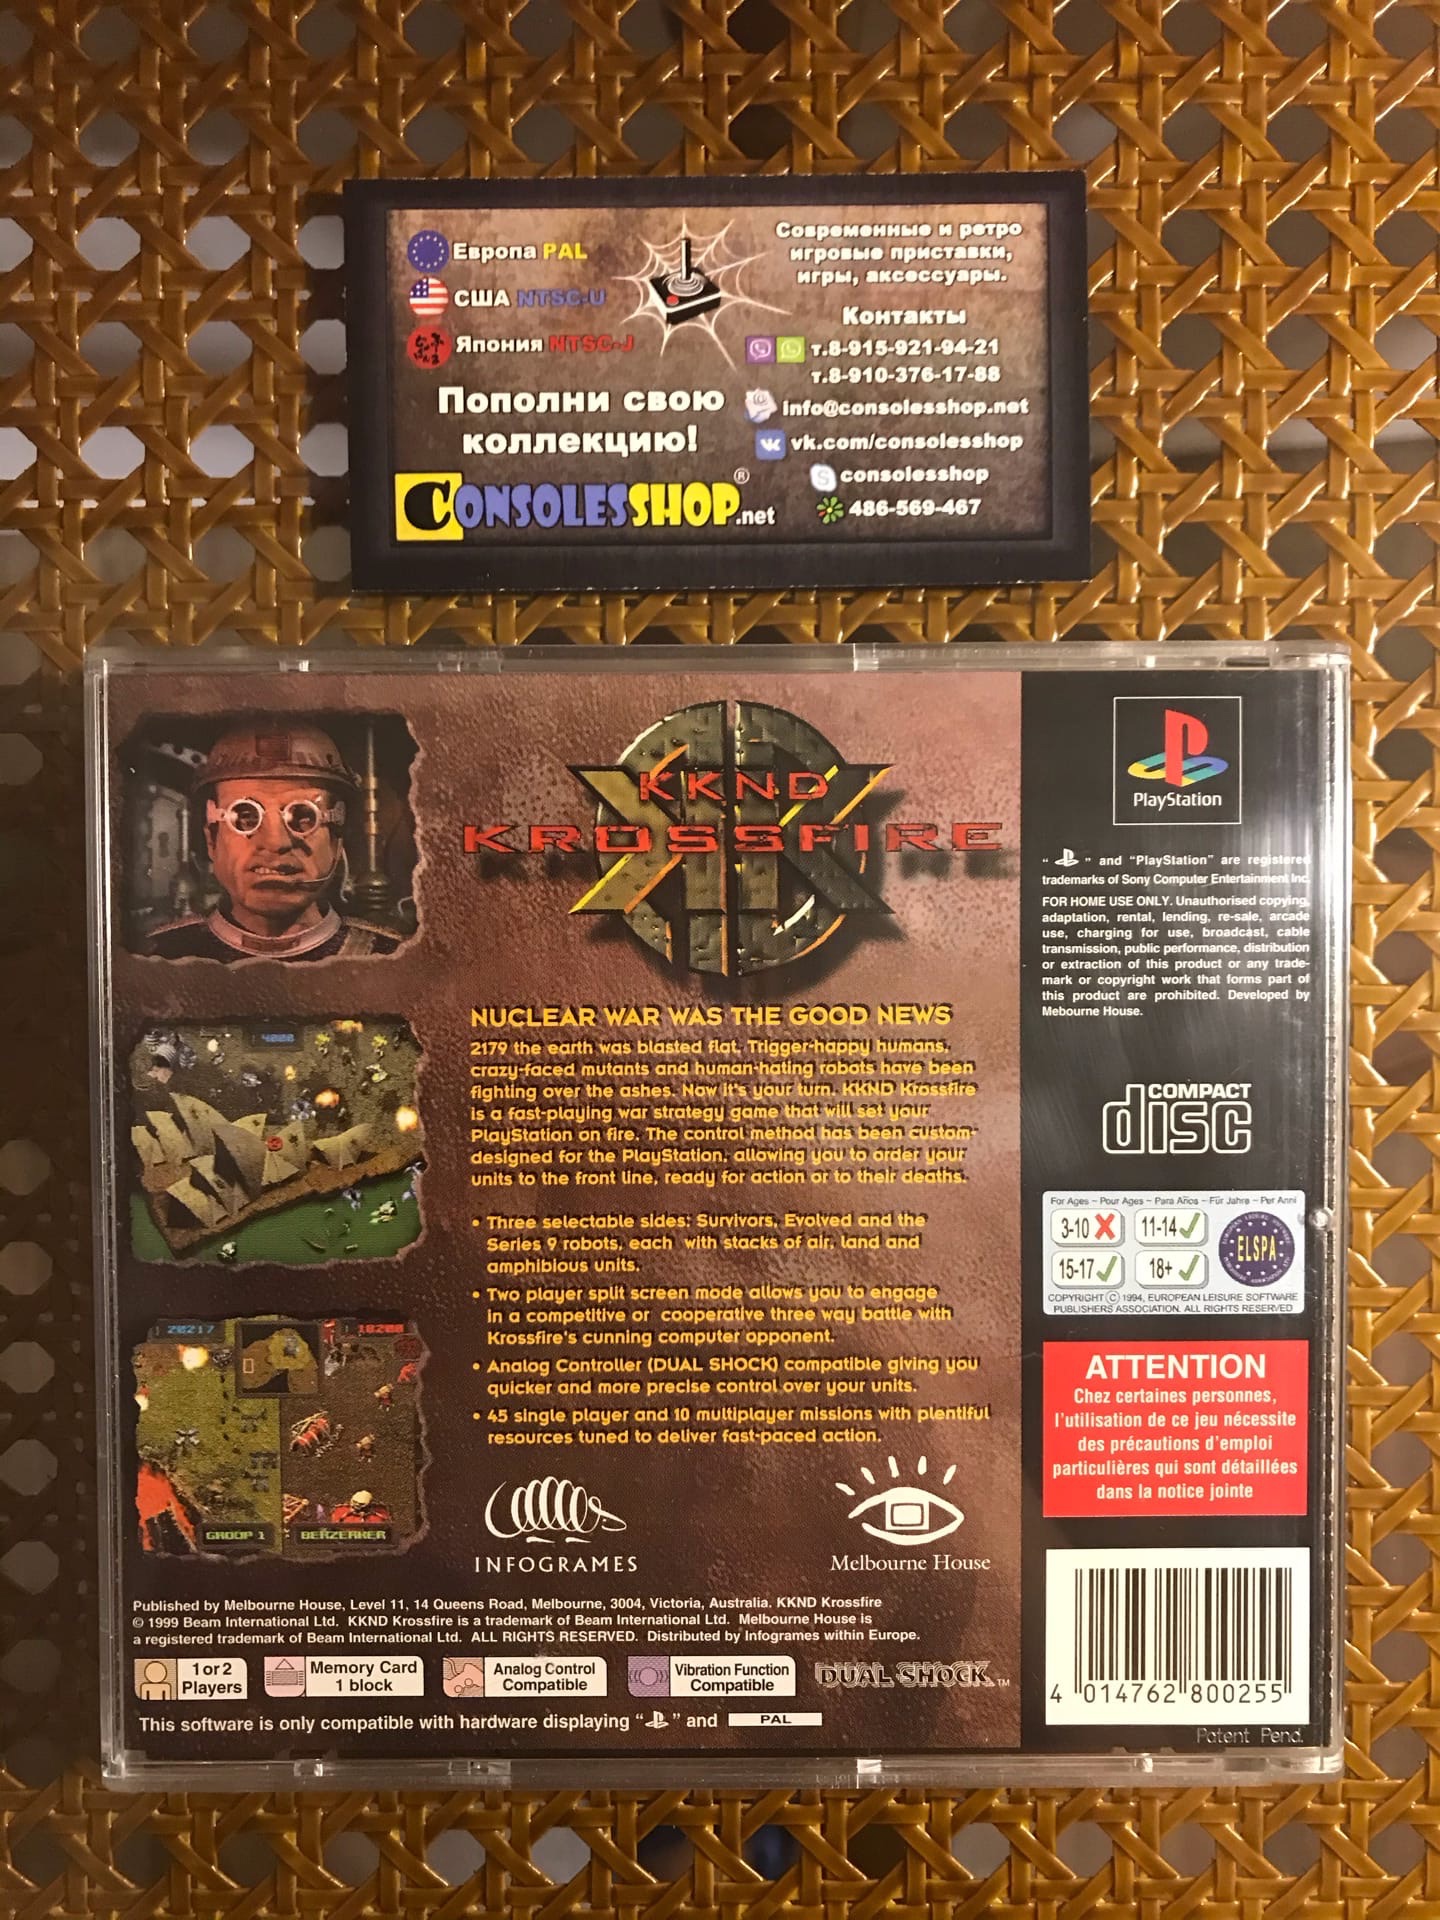 Европа PAL
США NTSC-U
Япония NTSC-J
Пополни свою
коллекцию!
CONSOLESSHOP.net
®
Современные и ретро
игровые приставки,
игры, аксессуары.
Контакты
т.8-915-921-94-21
т.8-910-376-17-88
info@consolesshop.net
vk.com/consolesshop
consolesshop
486-569-467
KKND
KROSSFIRE
NUCLEAR WAR WAS THE GOOD NEWS
2179 the earth was blasted flat. Trigger-happy humans,
crazy-faced mutants and human-hating robots have been
fighting over the ashes. Now it's your turn. KKND Krossfire
is a fast-playing war strategy game that will set your
PlayStation on fire. The control method has been custom-
designed for the PlayStation, allowing you to order your
units to the front line, ready for action or to their deaths.
• Three selectable sides: Survivors, Evolved and the
Series 9 robots, each with stacks of air, land and
amphibious units.
• Two player split screen mode allows you to engage
in a competitive or cooperative three way battle with
Krossfire's cunning computer opponent.
• Analog Controller (DUAL SHOCK) compatible giving you
quicker and more precise control over your units.
• 45 single player and 10 multiplayer missions with plentiful
resources tuned to deliver fast-paced action.
4000
20217
18200
GROUP 1
BERZERKER
INFOGRAMES
Melbourne House
Published by Melbourne House, Level 11, 14 Queens Road, Melbourne, 3004, Victoria, Australia. KKND Krossfire
© 1999 Beam International Ltd. KKND Krossfire is a trademark of Beam International Ltd. Melbourne House is
a registered trademark of Beam International Ltd. ALL RIGHTS RESERVED. Distributed by Infogrames within Europe.
1 or 2
Players
Memory Card
1 block
Analog Control
Compatible
Vibration Function
Compatible
DUAL SHOCK™
This software is only compatible with hardware displaying " " and PAL
PlayStation
" " and "PlayStation" are registered
trademarks of Sony Computer Entertainment Inc.
FOR HOME USE ONLY. Unauthorised copying,
adaptation, rental, lending, re-sale, arcade
use, charging for use, broadcast, cable
transmission, public performance, distribution
or extraction of this product or any trade-
mark or copyright work that forms part of
this product are prohibited. Developed by
Mebourne House.
COMPACT
disc
For Ages ~ Pour Ages ~ Para Años ~ Für Jahre ~ Per Anni
3-10 11-14
15-17 18+
ELSPA
COPYRIGHT © 1994, EUROPEAN LEISURE SOFTWARE
PUBLISHERS ASSOCIATION. ALL RIGHTS RESERVED
ATTENTION
Chez certaines personnes,
l'utilisation de ce jeu nécessite
des précautions d'emploi
particulières qui sont détaillées
dans la notice jointe
4 014762 800255
Patent Pend.